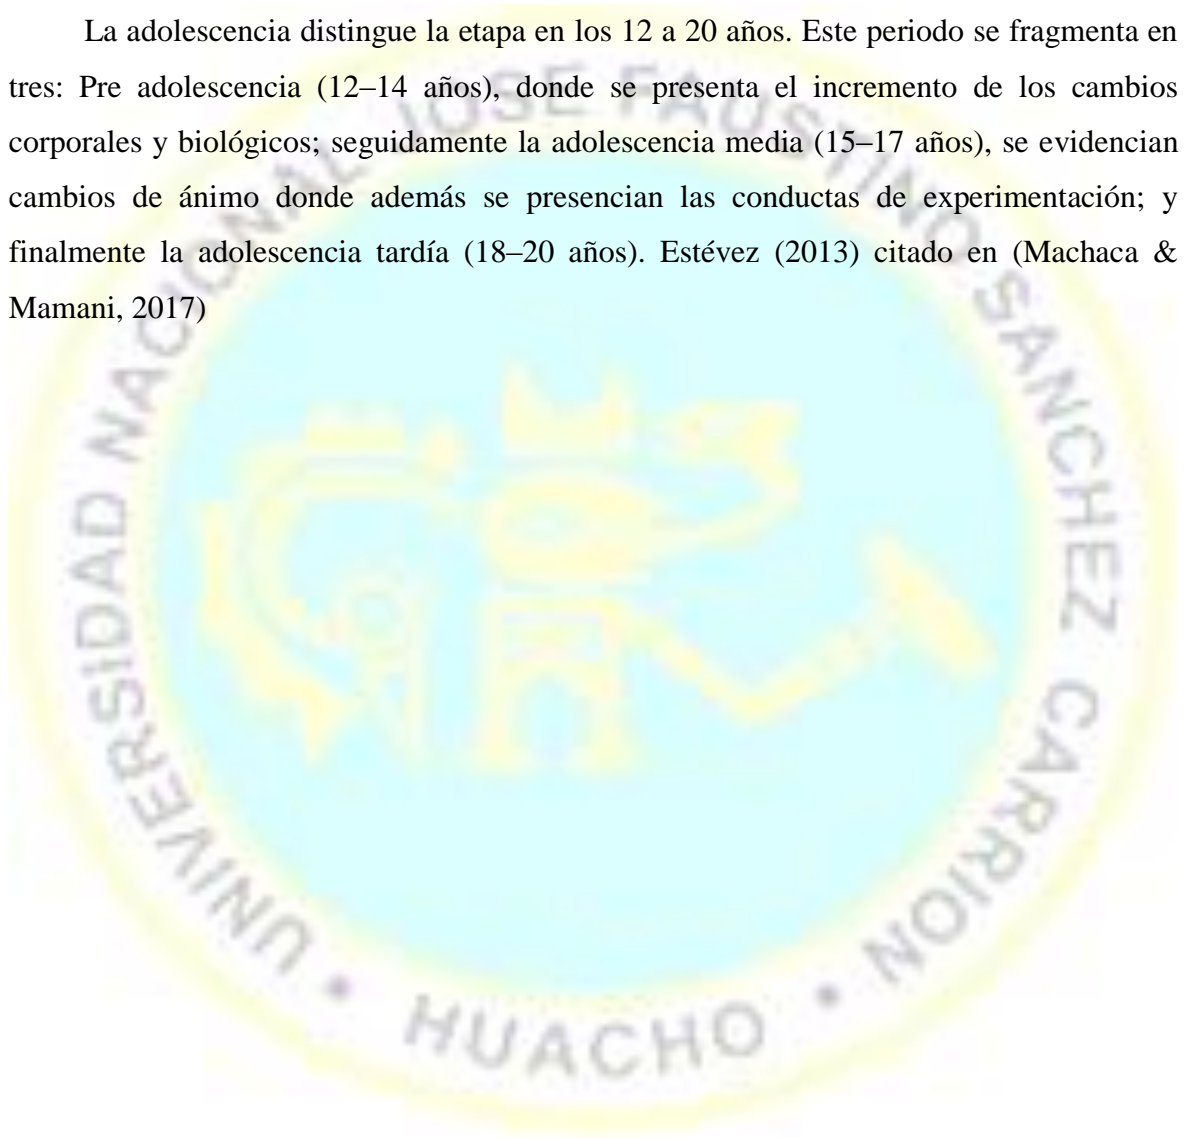 La adolescencia distingue la etapa en los 12 a 20 años. Este periodo se fragmenta en
tres: Pre adolescencia (12–14 años), donde se presenta el incremento de los cambios
corporales y biológicos; seguidamente la adolescencia media (15–17 años), se evidencian
cambios de ánimo donde además se presencian las conductas de experimentación; y
finalmente la adolescencia tardía (18–20 años). Estévez (2013) citado en (Machaca &
Mamani, 2017)
UNIVERSIDAD NACIONAL JOSE FAUSTINO SANCHEZ CARRION • HUACHO •